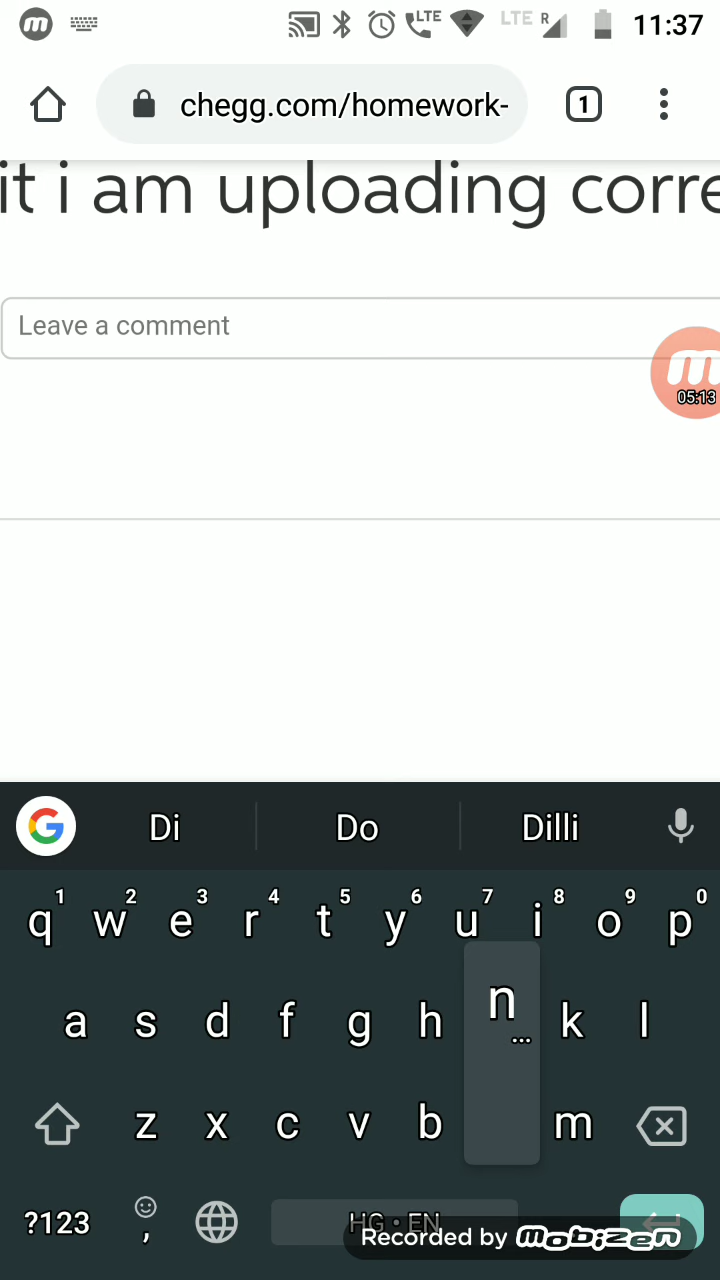 m LTE LTE R 11:37
chegg.com/homework- 1
it i am uploading corre
Leave a comment
m
05:13
G Di Do Dilli
1 2 3 4 5 6 7 8 9 0
q w e r t y u i o p
a s d f g h n... k l
z x c v b m
?123 , HG • EN
Recorded by mobizen